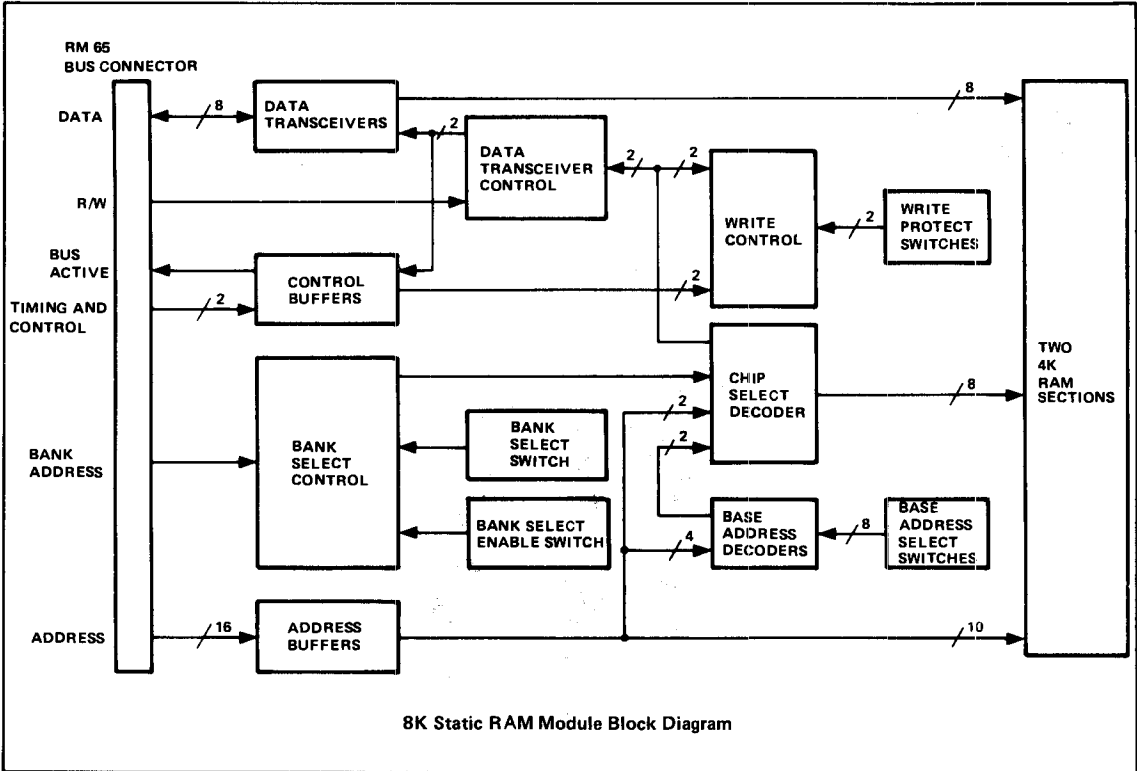 RM 65
BUS CONNECTOR
DATA
8
DATA
TRANSCEIVERS
8
2
DATA
TRANSCEIVER
CONTROL
2
2
R/W
WRITE
CONTROL
2
WRITE
PROTECT
SWITCHES
BUS
ACTIVE
TIMING AND
CONTROL
2
CONTROL
BUFFERS
2
CHIP
SELECT
DECODER
8
TWO
4K
RAM
SECTIONS
2
2
BANK
ADDRESS
BANK
SELECT
CONTROL
BANK
SELECT
SWITCH
BANK SELECT
ENABLE SWITCH
4
BASE
ADDRESS
DECODERS
8
BASE
ADDRESS
SELECT
SWITCHES
ADDRESS
16
ADDRESS
BUFFERS
10
8K Static RAM Module Block Diagram